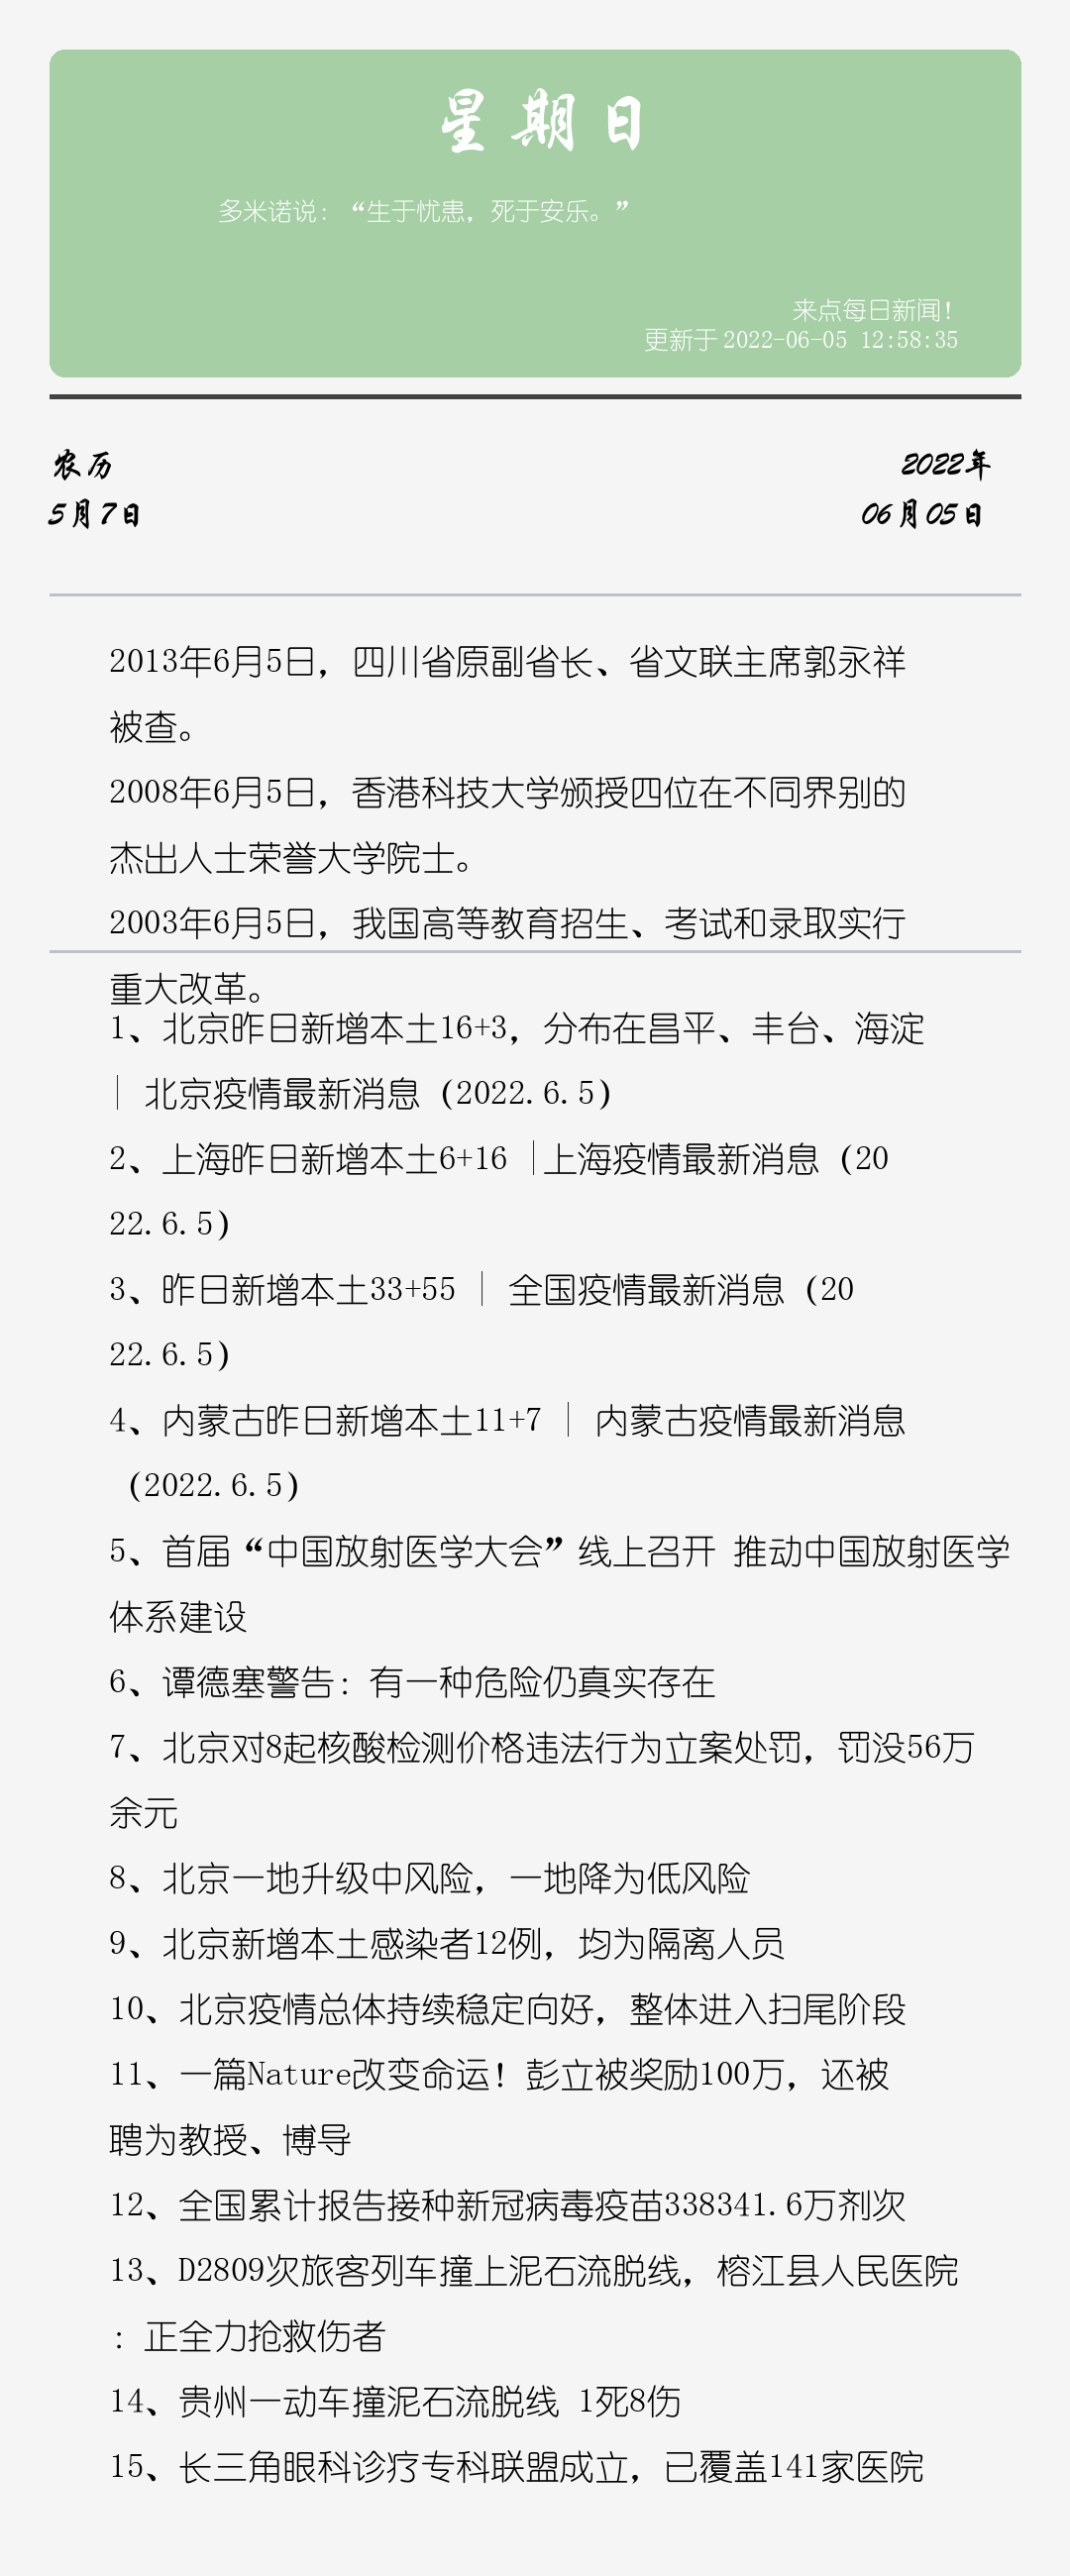 星期日
多米诺说：“生于忧患，死于安乐。”
来点每日新闻！
更新于2022-06-05 12:58:35
农历
5月7日
2022年
06月05日
2013年6月5日，四川省原副省长、省文联主席郭永祥
被查。
2008年6月5日，香港科技大学颁授四位在不同界别的
杰出人士荣誉大学院士。
2003年6月5日，我国高等教育招生、考试和录取实行
重大改革。
1、北京昨日新增本土16+3，分布在昌平、丰台、海淀
| 北京疫情最新消息（2022.6.5）
2、上海昨日新增本土6+16 |上海疫情最新消息（20
22.6.5）
3、昨日新增本土33+55 | 全国疫情最新消息（20
22.6.5）
4、内蒙古昨日新增本土11+7 | 内蒙古疫情最新消息
（2022.6.5）
5、首届“中国放射医学大会”线上召开 推动中国放射医学
体系建设
6、谭德塞警告：有一种危险仍真实存在
7、北京对8起核酸检测价格违法行为立案处罚，罚没56万
余元
8、北京一地升级中风险，一地降为低风险
9、北京新增本土感染者12例，均为隔离人员
10、北京疫情总体持续稳定向好，整体进入扫尾阶段
11、一篇Nature改变命运！彭立被奖励100万，还被
聘为教授、博导
12、全国累计报告接种新冠病毒疫苗338341.6万剂次
13、D2809次旅客列车撞上泥石流脱线，榕江县人民医院
：正全力抢救伤者
14、贵州一动车撞泥石流脱线 1死8伤
15、长三角眼科诊疗专科联盟成立，已覆盖141家医院